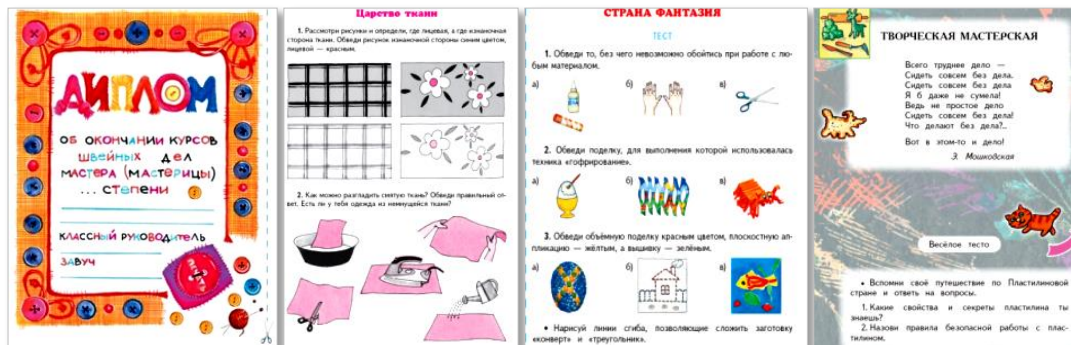 ДИПЛОМ
ОБ ОКОНЧАНИИ КУРСОВ
ШВЕЙНЫХ ДЕЛ
МАСТЕРА (МАСТЕРИЦЫ)
... СТЕПЕНИ
КЛАССНЫЙ РУКОВОДИТЕЛЬ
ЗАВУЧ
Царство ткани
1. Рассмотри рисунки и определи, где лицевая, а где изнаночная
сторона ткани. Обведи рисунок изнаночной стороны синим цветом,
лицевой — красным.
2. Как можно разгладить смятую ткань? Обведи правильный от-
вет. Есть ли у тебя одежда из немнущейся ткани?
СТРАНА ФАНТАЗИЯ
ТЕСТ
1. Обведи то, без чего невозможно обойтись при работе с лю-
бым материалом.
а) б) в)
2. Обведи поделку, для выполнения которой использовалась
техника «гофрирование».
а) б) в)
3. Обведи объёмную поделку красным цветом, плоскостную ап-
пликацию — жёлтым, а вышивку — зелёным.
а) б) в)
• Нарисуй линии сгиба, позволяющие сложить заготовку
«конверт» и «треугольник».
ТВОРЧЕСКАЯ МАСТЕРСКАЯ
Всего труднее дело —
Сидеть совсем без дела.
Сидеть совсем без дела
Я б даже не сумела!
Ведь не простое дело
Сидеть совсем без дела!
Что делают без дела?..
Вот в этом-то и дело!
Э. Мошковская
Весёлое тесто
• Вспомни своё путешествие по Пластилиновой
стране и ответь на вопросы.
1. Какие свойства и секреты пластилина ты
знаешь?
2. Назови правила безопасной работы с плас-
тилином.